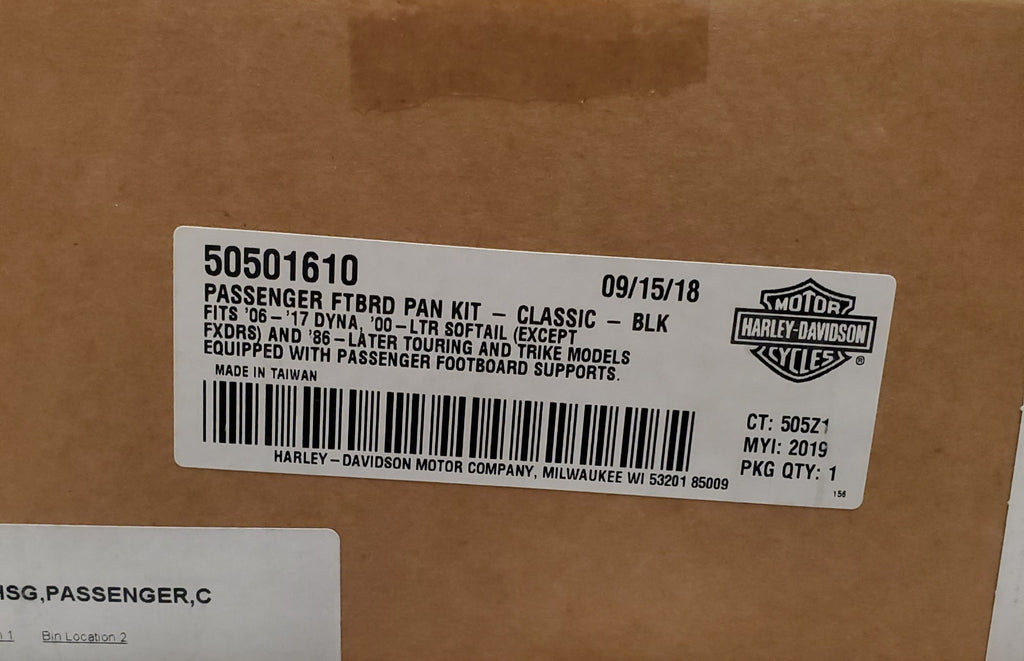 50501610
09/15/18
PASSENGER FTBRD PAN KIT - CLASSIC - BLK
FITS '06-'17 DYNA, '00-LTR SOFTAIL (EXCEPT
FXDRS) AND '86-LATER TOURING AND TRIKE MODELS
EQUIPPED WITH PASSENGER FOOTBOARD SUPPORTS.
MADE IN TAIWAN
MOTOR
HARLEY-DAVIDSON
CYCLES
®
CT: 505Z1
MYI: 2019
PKG QTY: 1
HARLEY-DAVIDSON MOTOR COMPANY, MILWAUKEE WI 53201 85009
156
HSG,PASSENGER,C
1 Bin Location 2